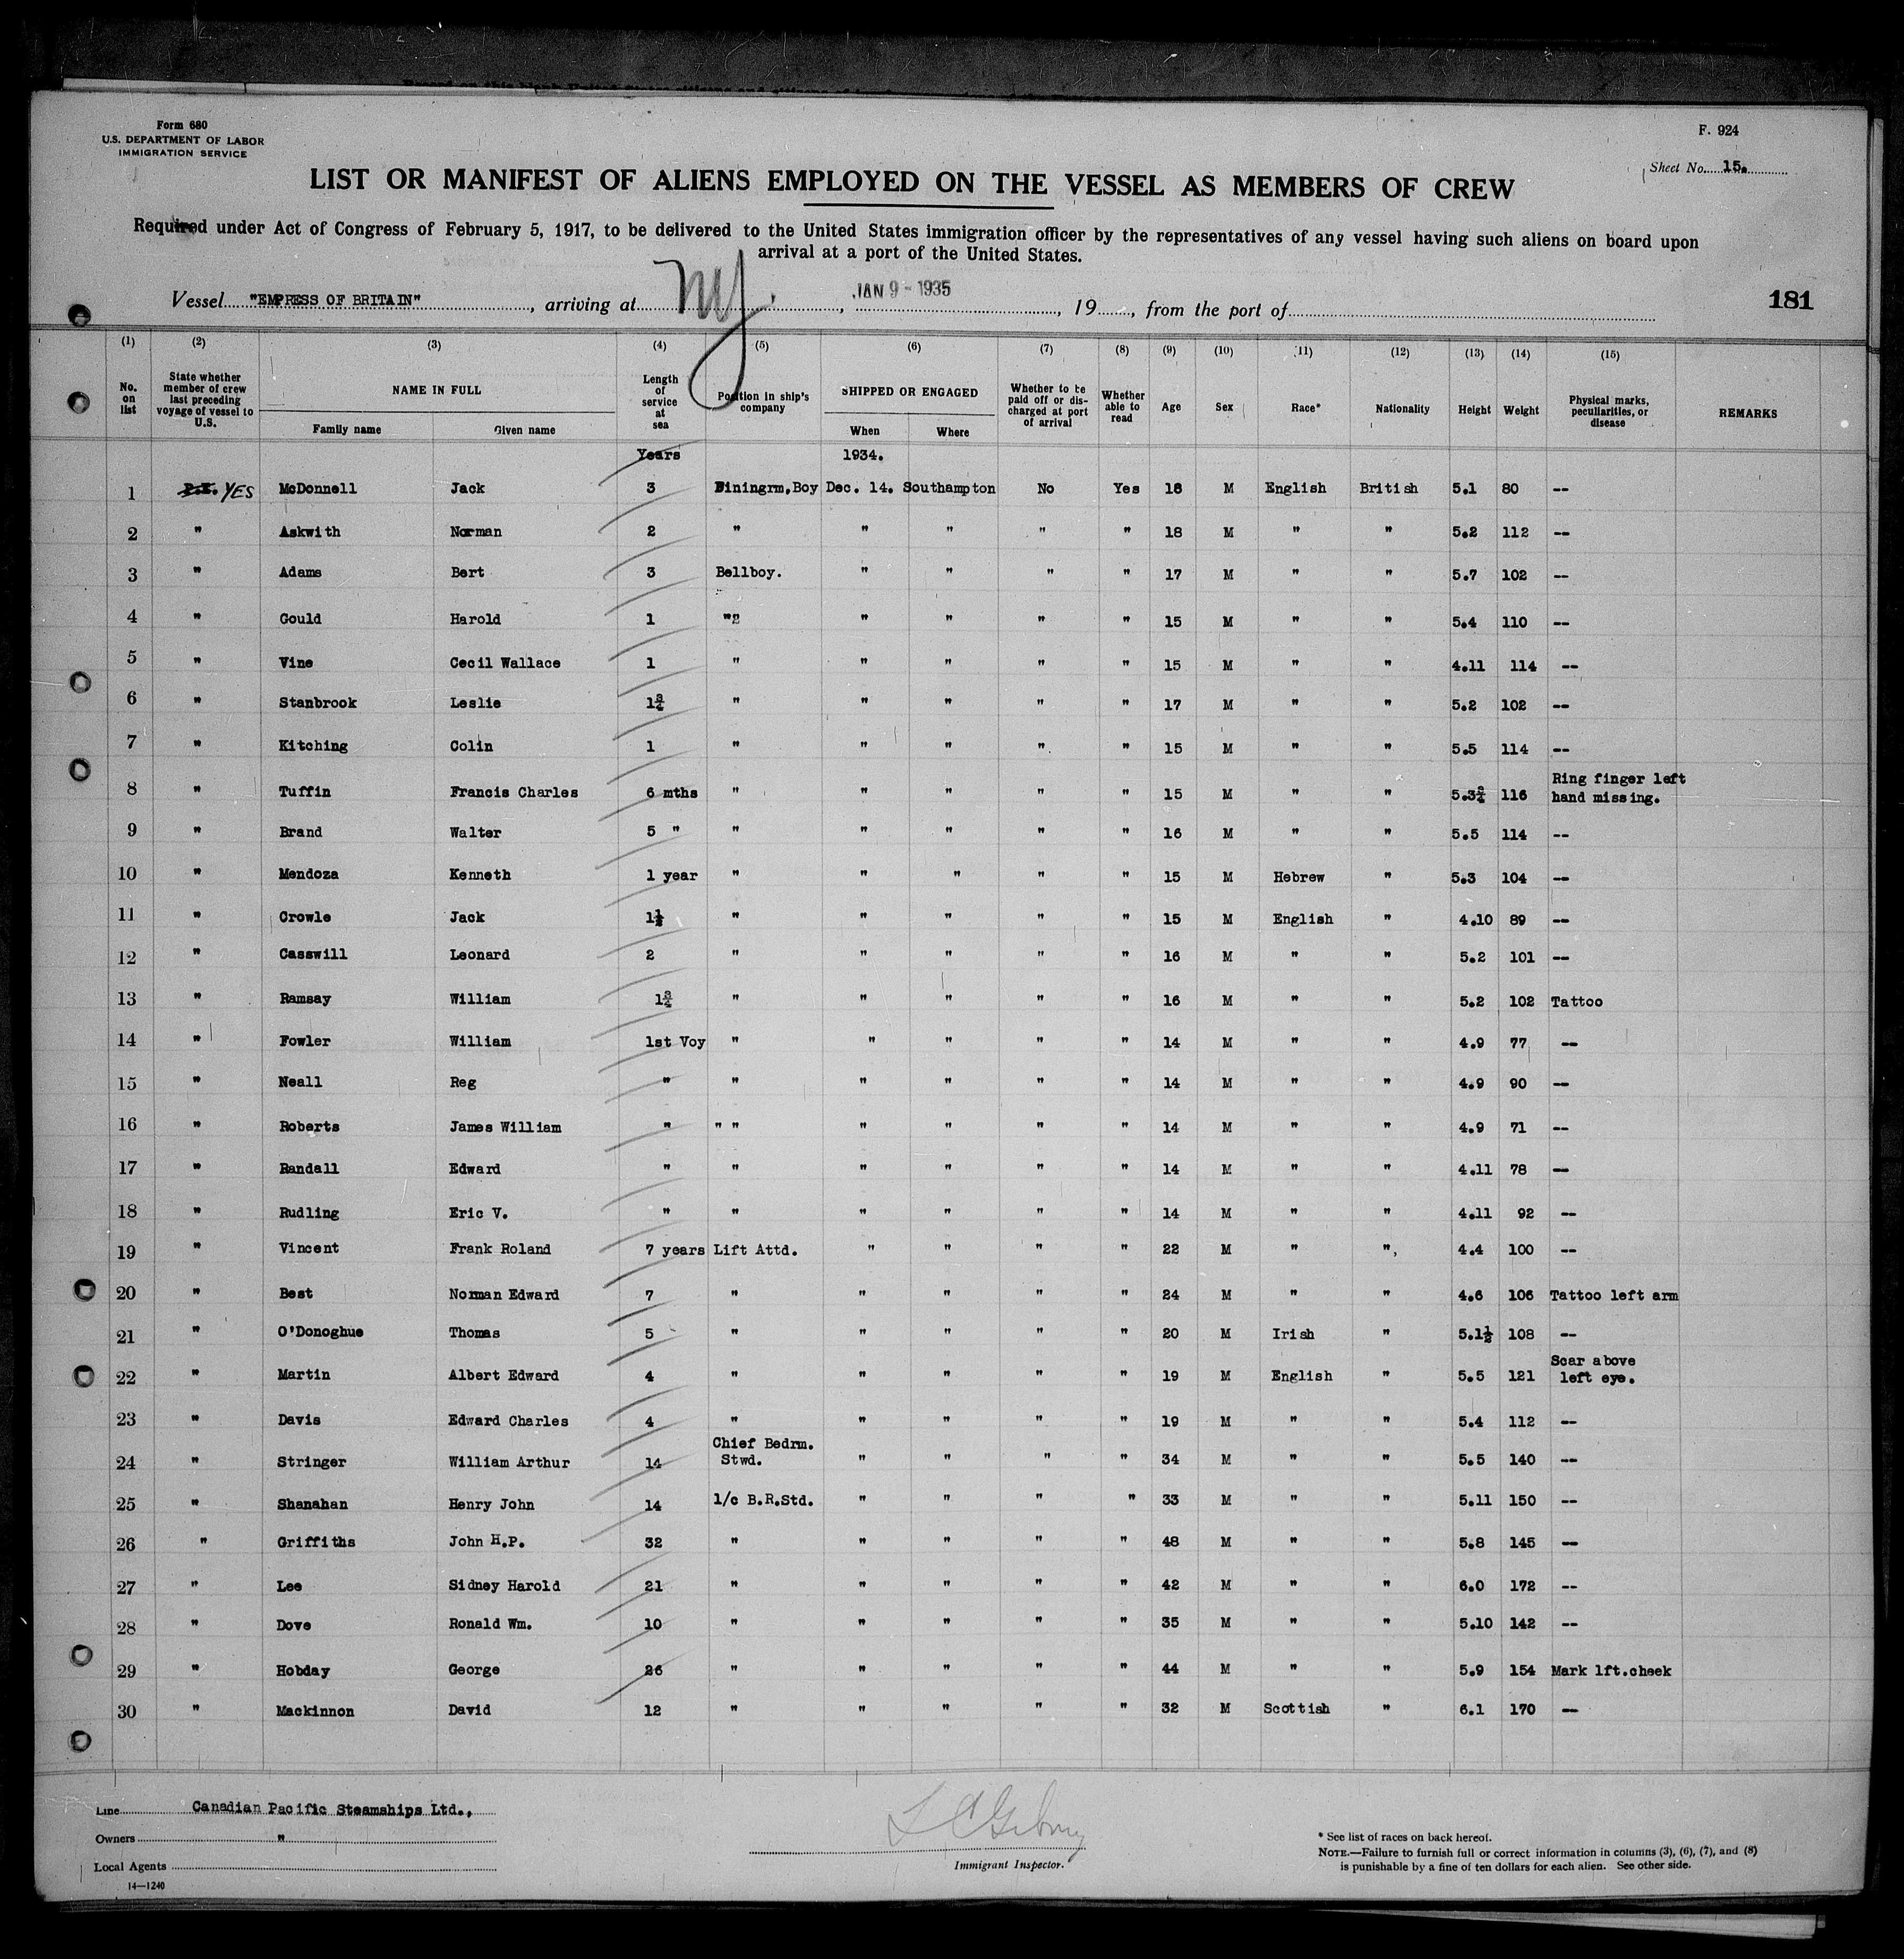 Form 680
U.S. DEPARTMENT OF LABOR
IMMIGRATION SERVICE
F. 924
Sheet No. 15.
LIST OR MANIFEST OF ALIENS EMPLOYED ON THE VESSEL AS MEMBERS OF CREW
Required under Act of Congress of February 5, 1917, to be delivered to the United States immigration officer by the representatives of any vessel having such aliens on board upon
arrival at a port of the United States.
Vessel "EMPRESS OF BRITAIN", arriving at NY, JAN 9 - 1935, 19, from the port of
181
(1) (2) (3) (4) (5) (6) (7) (8) (9) (10) (11) (12) (13) (14) (15)
No. on list | State whether member of crew last preceding voyage of vessel to U.S. | NAME IN FULL | Family name | Given name | Length of service at sea | Position in ship's company | SHIPPED OR ENGAGED | When | Where | Whether to be paid off or discharged at port of arrival | Whether able to read | Age | Sex | Race* | Nationality | Height | Weight | Physical marks, peculiarities, or disease | REMARKS
Years 1934.
1 YES McDonnell Jack 3 Diningrm,Boy Dec. 14. Southampton No Yes 18 M English British 5.1 80 --
2 " Askwith Norman 2 " " " " " 18 M " " 5.2 112 --
3 " Adams Bert 3 Bellboy. " " " " 17 M " " 5.7 102 --
4 " Gould Harold 1 " " " " " 15 M " " 5.4 110 --
5 " Vine Cecil Wallace 1 " " " " " 15 M " " 4.11 114 --
6 " Stanbrook Leslie 1¾ " " " " " 17 M " " 5.2 102 --
7 " Kitching Colin 1 " " " " " 15 M " " 5.5 114 --
8 " Tuffin Francis Charles 6 mths " " " " " 15 M " " 5.3¾ 116 Ring finger left hand missing.
9 " Brand Walter 5 " " " " " " 16 M " " 5.5 114 --
10 " Mendoza Kenneth 1 year " " " " " 15 M Hebrew " 5.3 104 --
11 " Crowle Jack 1½ " " " " " 15 M English " 4.10 89 --
12 " Casswill Leonard 2 " " " " " 16 M " " 5.2 101 --
13 " Ramsay William 1¾ " " " " " 16 M " " 5.2 102 Tattoo
14 " Fowler William 1st Voy " " " " " 14 M " " 4.9 77 --
15 " Neall Reg " " " " " " 14 M " " 4.9 90 --
16 " Roberts James William " " " " " " " 14 M " " 4.9 71 --
17 " Randall Edward " " " " " " 14 M " " 4.11 78 --
18 " Rudling Eric V. " " " " " " 14 M " " 4.11 92 --
19 " Vincent Frank Roland 7 years Lift Attd. " " " " 22 M " " 4.4 100 --
20 " Best Norman Edward 7 " " " " " 24 M " " 4.6 106 Tattoo left arm
21 " O'Donoghue Thomas 5 " " " " " 20 M Irish " 5.1½ 108 --
22 " Martin Albert Edward 4 " " " " " 19 M English " 5.5 121 Scar above left eye.
23 " Davis Edward Charles 4 " " " " " 19 M " " 5.4 112 --
24 " Stringer William Arthur 14 Chief Bedrm. Stwd. " " " " 34 M " " 5.5 140 --
25 " Shanahan Henry John 14 1/c B.R.Std. " " " " 33 M " " 5.11 150 --
26 " Griffiths John H.P. 32 " " " " " 48 M " " 5.8 145 --
27 " Lee Sidney Harold 21 " " " " " 42 M " " 6.0 172 --
28 " Dove Ronald Wm. 10 " " " " " 35 M " " 5.10 142 --
29 " Hobday George 26 " " " " " 44 M " " 5.9 154 Mark lft.cheek
30 " Mackinnon David 12 " " " " " 32 M Scottish " 6.1 170 --
Line Canadian Pacific Steamships Ltd.,
Owners "
Local Agents
14—1240
Immigrant Inspector.
* See list of races on back hereof.
NOTE.—Failure to furnish full or correct information in columns (3), (6), (7), and (8)
is punishable by a fine of ten dollars for each alien. See other side.